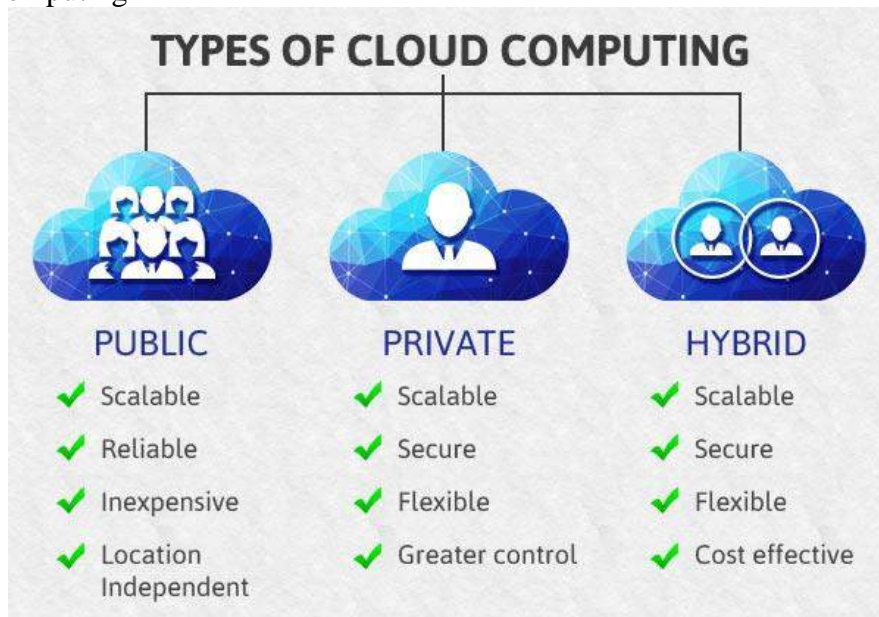 TYPES OF CLOUD COMPUTING
PUBLIC
Scalable
Reliable
Inexpensive
Location
Independent
PRIVATE
Scalable
Secure
Flexible
Greater control
HYBRID
Scalable
Secure
Flexible
Cost effective